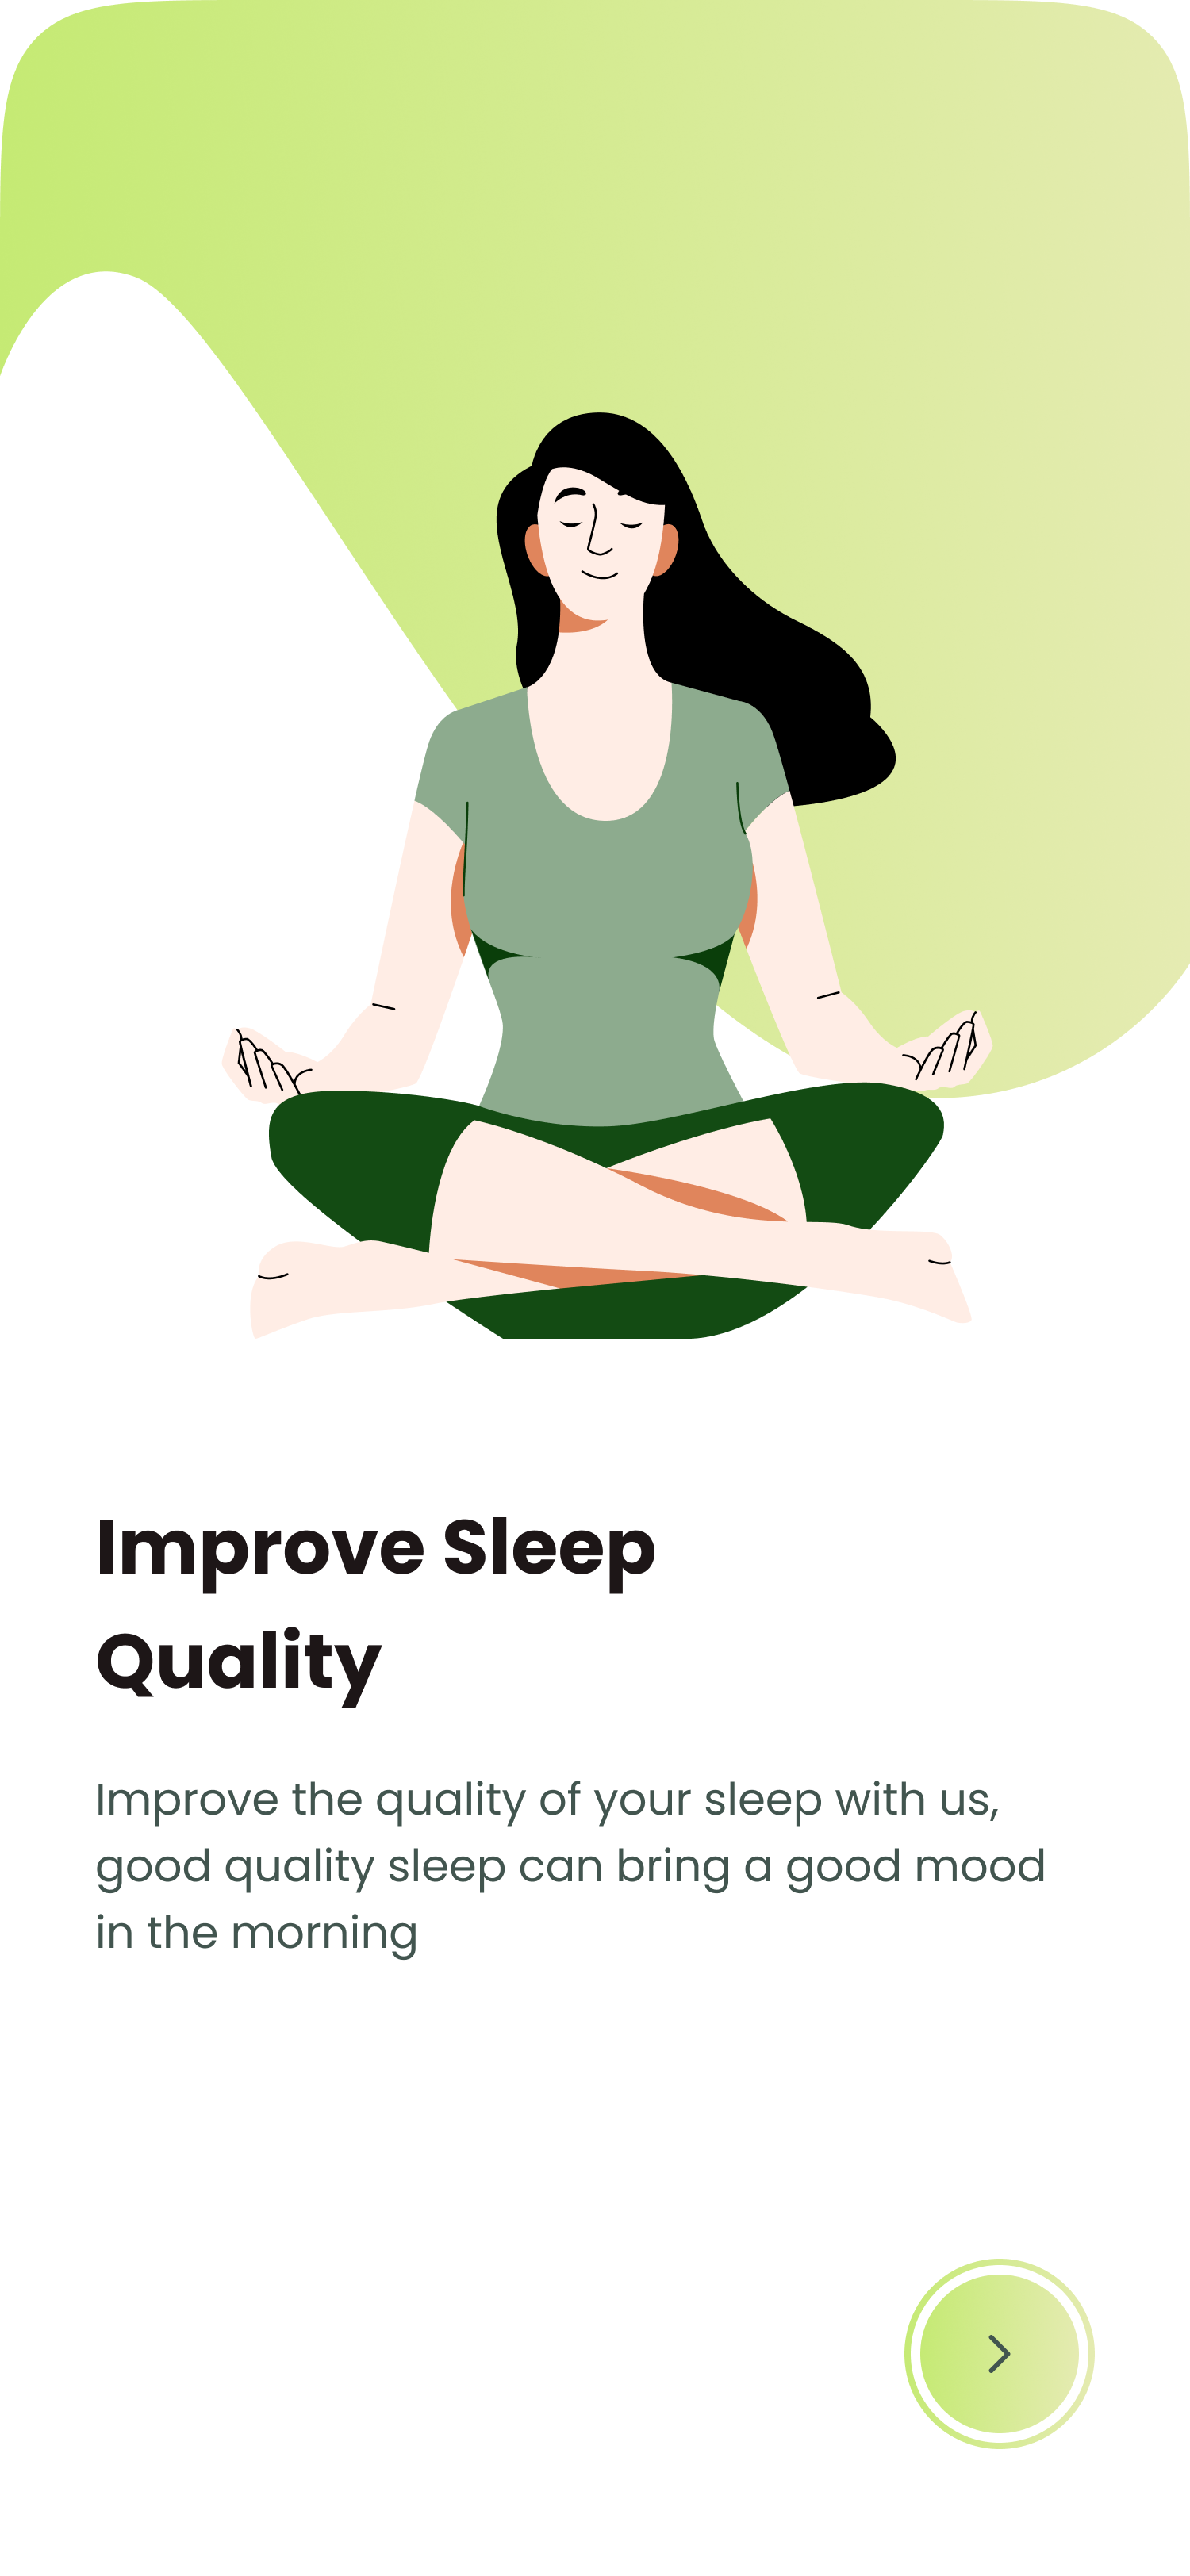 Improve Sleep
Quality
Improve the quality of your sleep with us,
good quality sleep can bring a good mood
in the morning